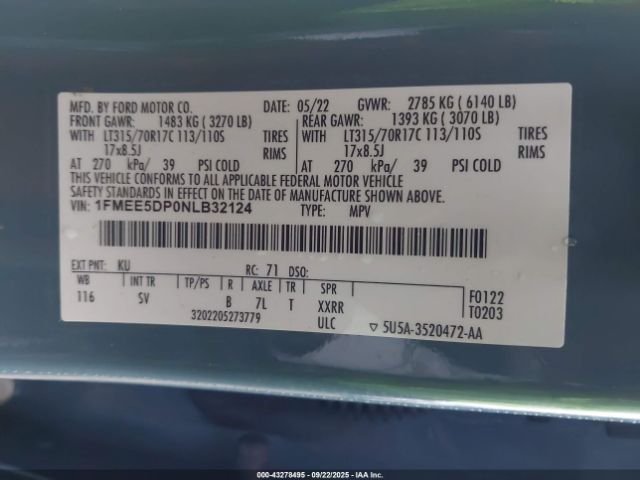 MFD. BY FORD MOTOR CO. DATE: 05/22 GVWR: 2785 KG ( 6140 LB)
FRONT GAWR: 1483 KG ( 3270 LB) REAR GAWR: 1393 KG ( 3070 LB)
WITH LT315/70R17C 113/110S TIRES WITH LT315/70R17C 113/110S TIRES
17x8.5J RIMS 17x8.5J RIMS
AT 270 kPa/ 39 PSI COLD AT 270 kPa/ 39 PSI COLD
THIS VEHICLE CONFORMS TO ALL APPLICABLE FEDERAL MOTOR VEHICLE
SAFETY STANDARDS IN EFFECT ON THE DATE OF MANUFACTURE SHOWN ABOVE
VIN: 1FMEE5DP0NLB32124 TYPE: MPV
EXT PNT: KU RC: 71 DSO:
WB INT TR TP/PS R AXLE TR SPR
116 SV B 7L T XXRR
F0122
T0203
3202205273779 ULC 5U5A-3520472-AA
000-43278495 - 09/22/2025 - IAA Inc.